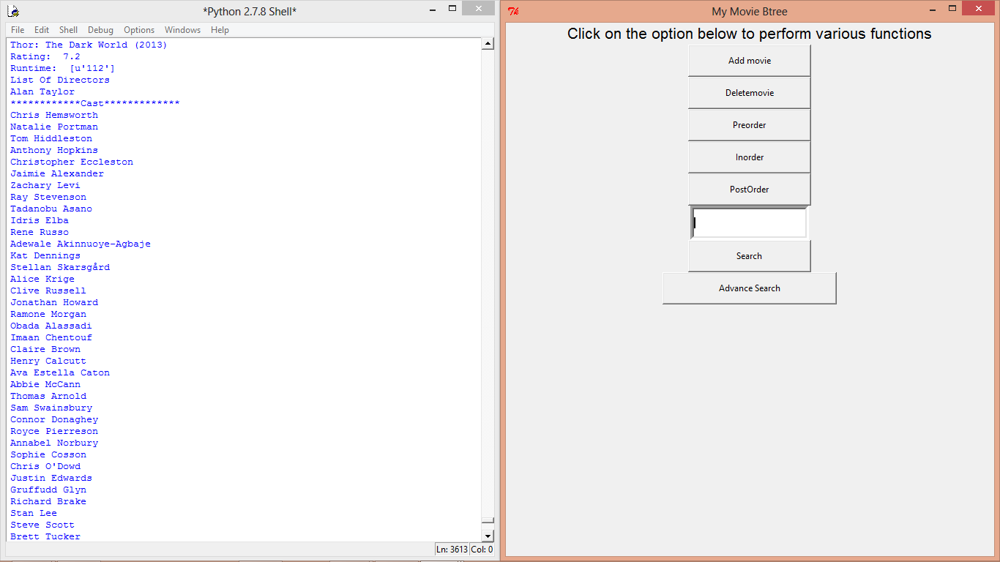 *Python 2.7.8 Shell*
File Edit Shell Debug Options Windows Help
Thor: The Dark World (2013)
Rating:  7.2
Runtime:  [u'112']
List Of Directors
Alan Taylor
************Cast*************
Chris Hemsworth
Natalie Portman
Tom Hiddleston
Anthony Hopkins
Christopher Eccleston
Jaimie Alexander
Zachary Levi
Ray Stevenson
Tadanobu Asano
Idris Elba
Rene Russo
Adewale Akinnuoye-Agbaje
Kat Dennings
Stellan Skarsgård
Alice Krige
Clive Russell
Jonathan Howard
Ramone Morgan
Obada Alassadi
Imaan Chentouf
Claire Brown
Henry Calcutt
Ava Estella Caton
Abbie McCann
Thomas Arnold
Sam Swainsbury
Connor Donaghey
Royce Pierreson
Annabel Norbury
Sophie Cosson
Chris O'Dowd
Justin Edwards
Gruffudd Glyn
Richard Brake
Stan Lee
Steve Scott
Brett Tucker
Ln: 3613 Col: 0
My Movie Btree
Click on the option below to perform various functions
Add movie
Deletemovie
Preorder
Inorder
PostOrder
Search
Advance Search